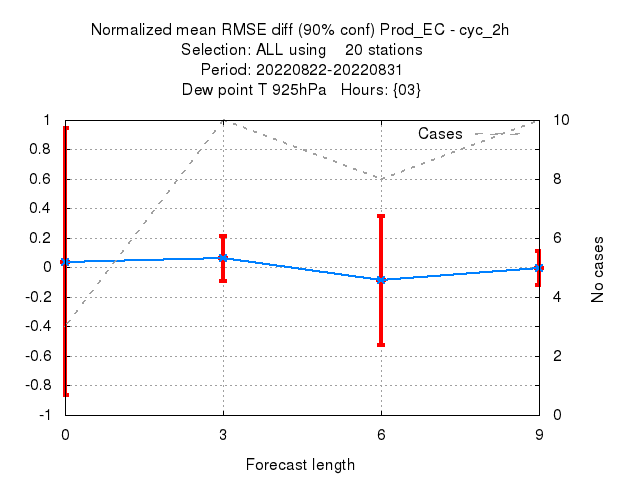 Normalized mean RMSE diff (90% conf) Prod_EC - cyc_2h
Selection: ALL using 20 stations
Period: 20220822-20220831
Dew point T 925hPa Hours: {03}
Cases
1
0.8
0.6
0.4
0.2
0
-0.2
-0.4
-0.6
-0.8
-1
10
8
6
4
2
0
No cases
0 3 6 9
Forecast length